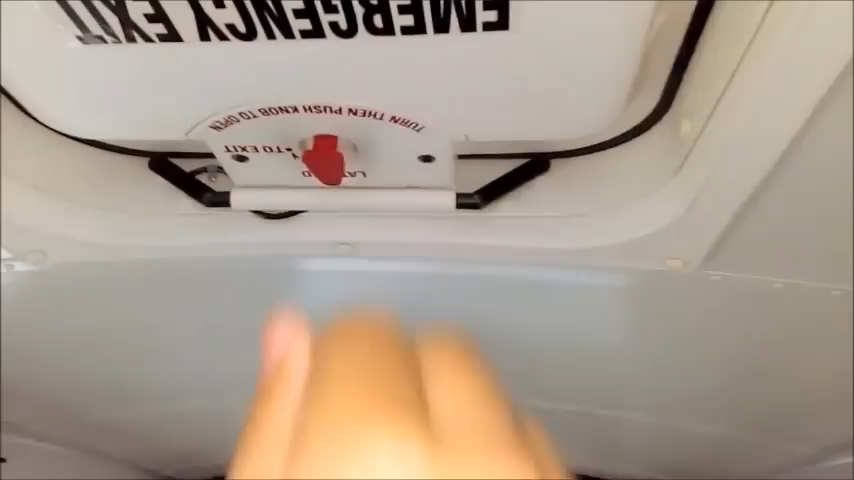 EMERGENCY EXIT
TURN THEN PUSH KNOB TO OPEN
TO EXIT